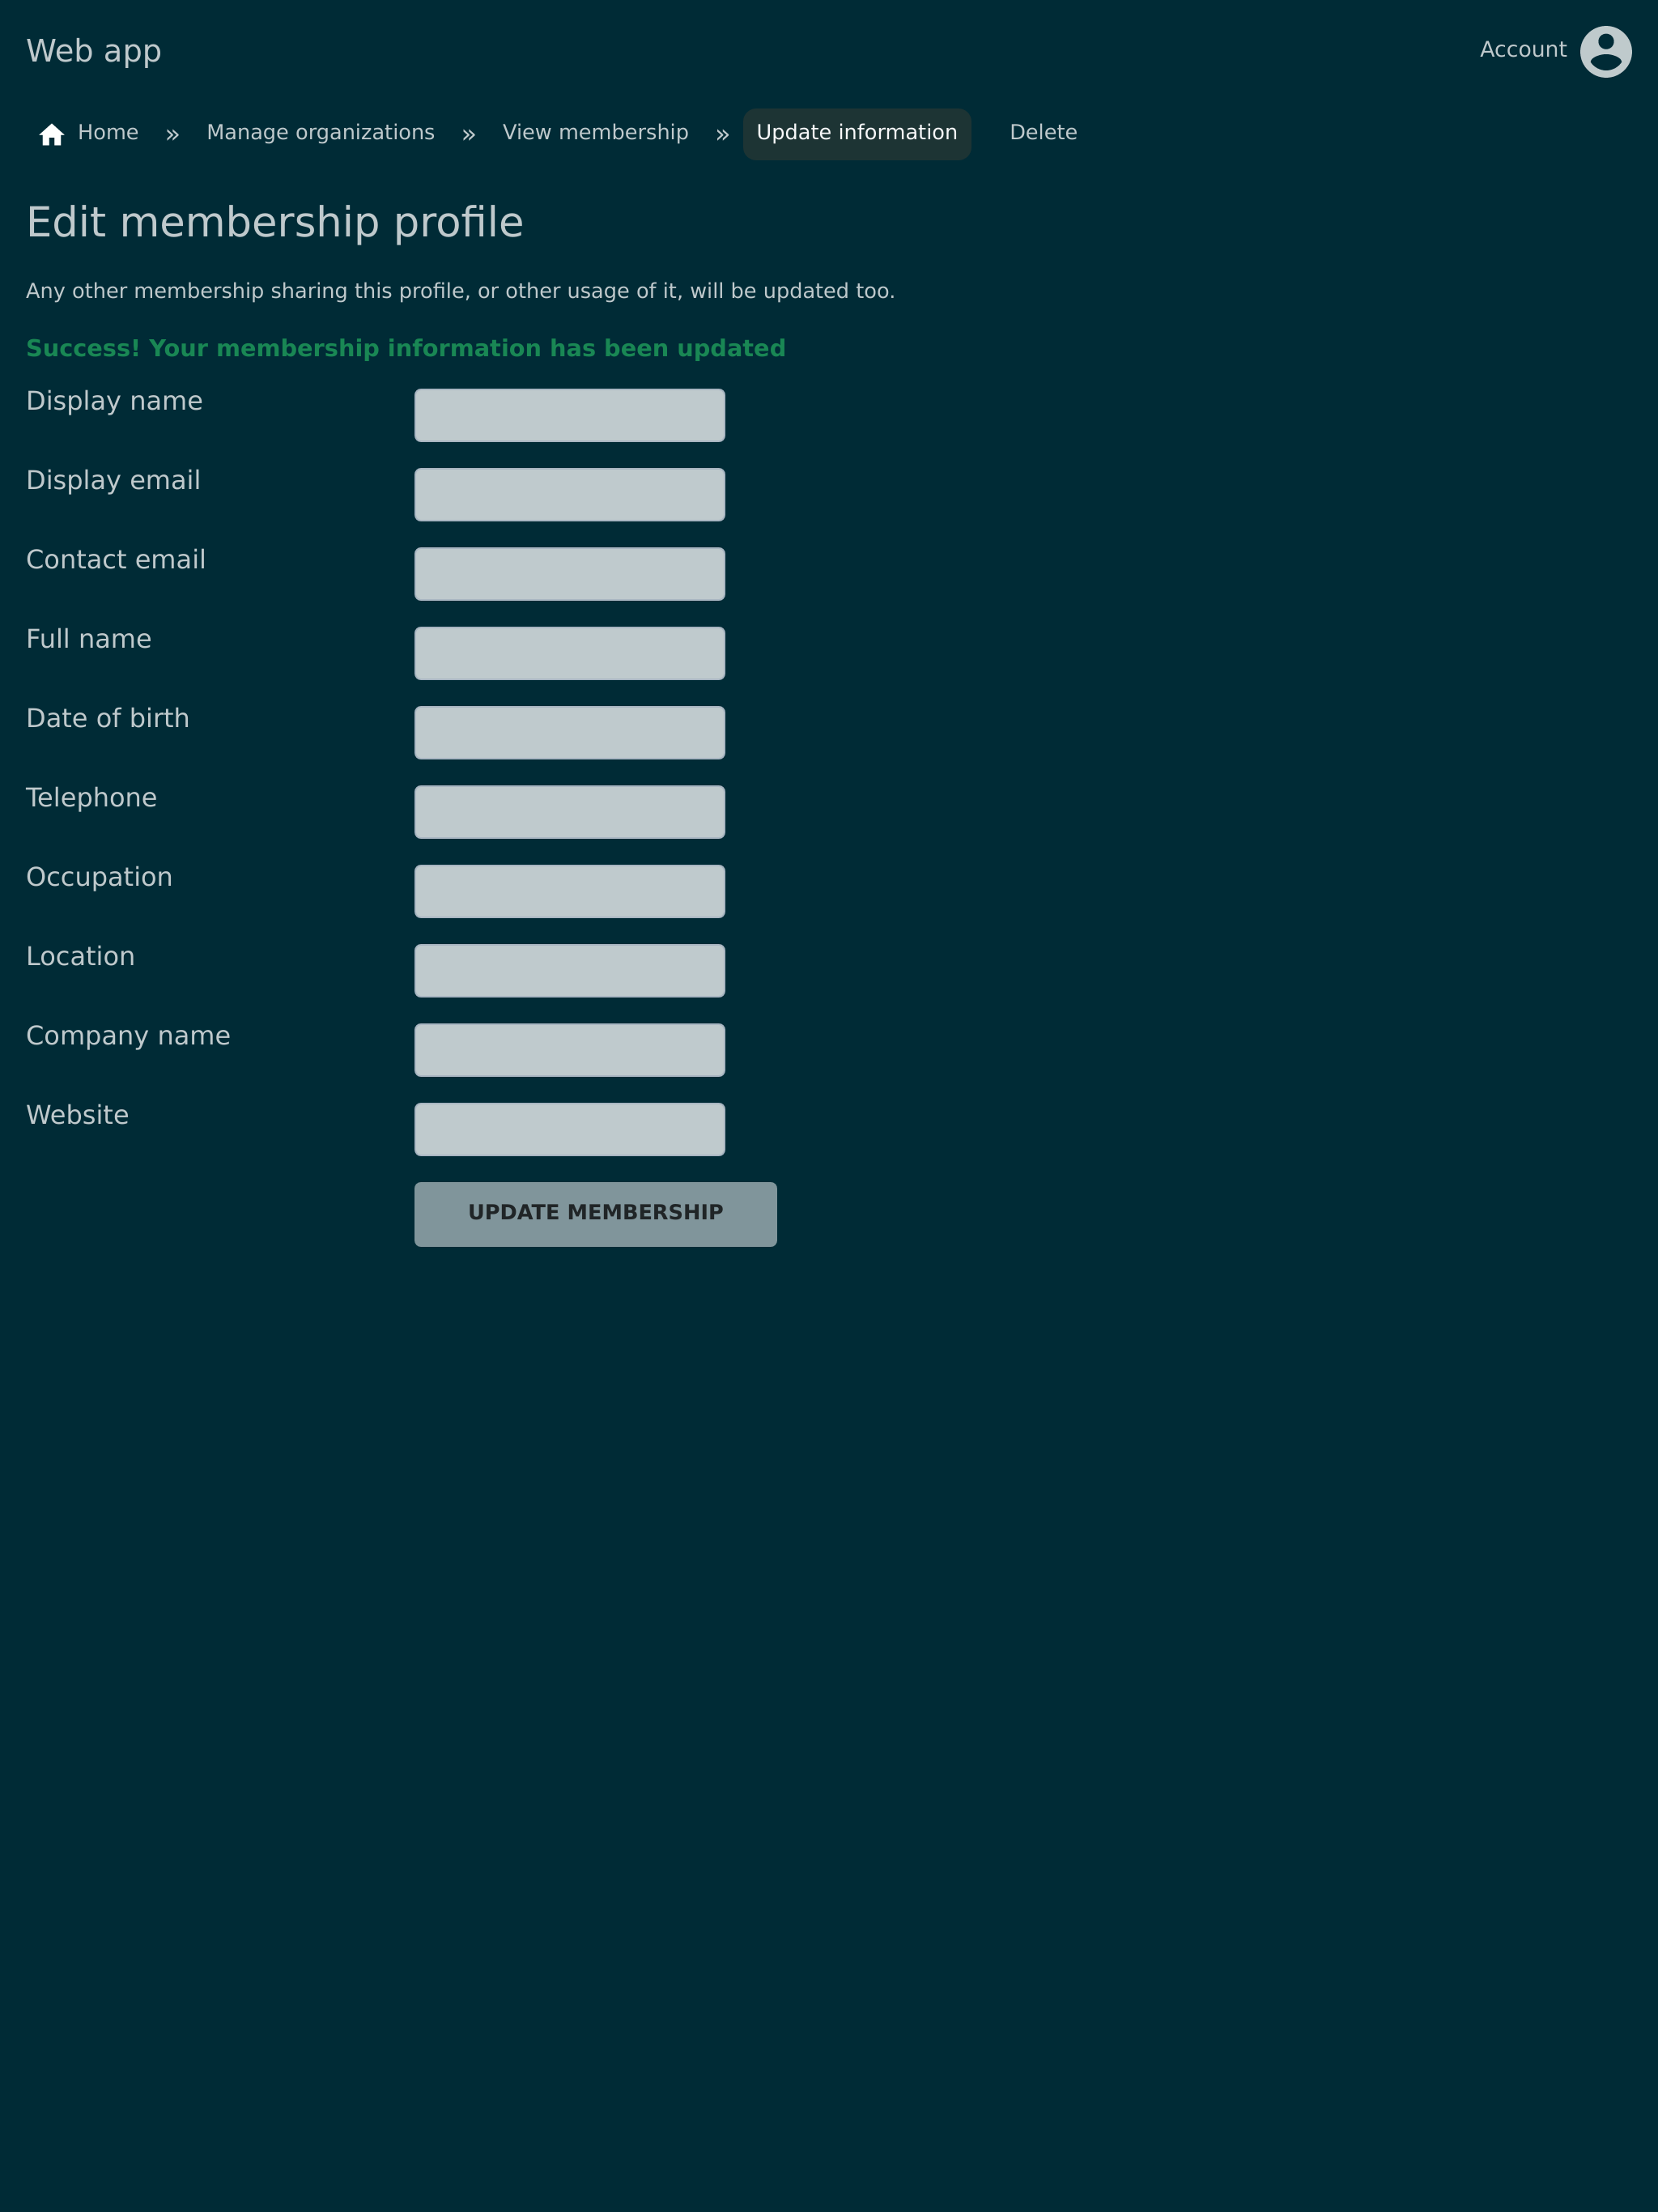 Web app
Account
Home » Manage organizations » View membership » Update information Delete
Edit membership profile
Any other membership sharing this profile, or other usage of it, will be updated too.
Success! Your membership information has been updated
Display name
Display email
Contact email
Full name
Date of birth
Telephone
Occupation
Location
Company name
Website
UPDATE MEMBERSHIP